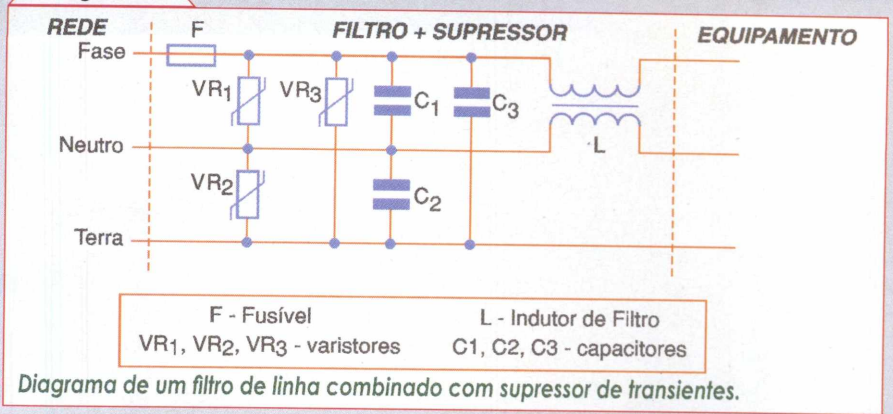 REDE
F
FILTRO + SUPRESSOR
EQUIPAMENTO
Fase
VR1
VR3
C1
C3
Neutro
L
VR2
C2
Terra
F - Fusível
L - Indutor de Filtro
VR1, VR2, VR3 - varistores
C1, C2, C3 - capacitores
Diagrama de um filtro de linha combinado com supressor de transientes.